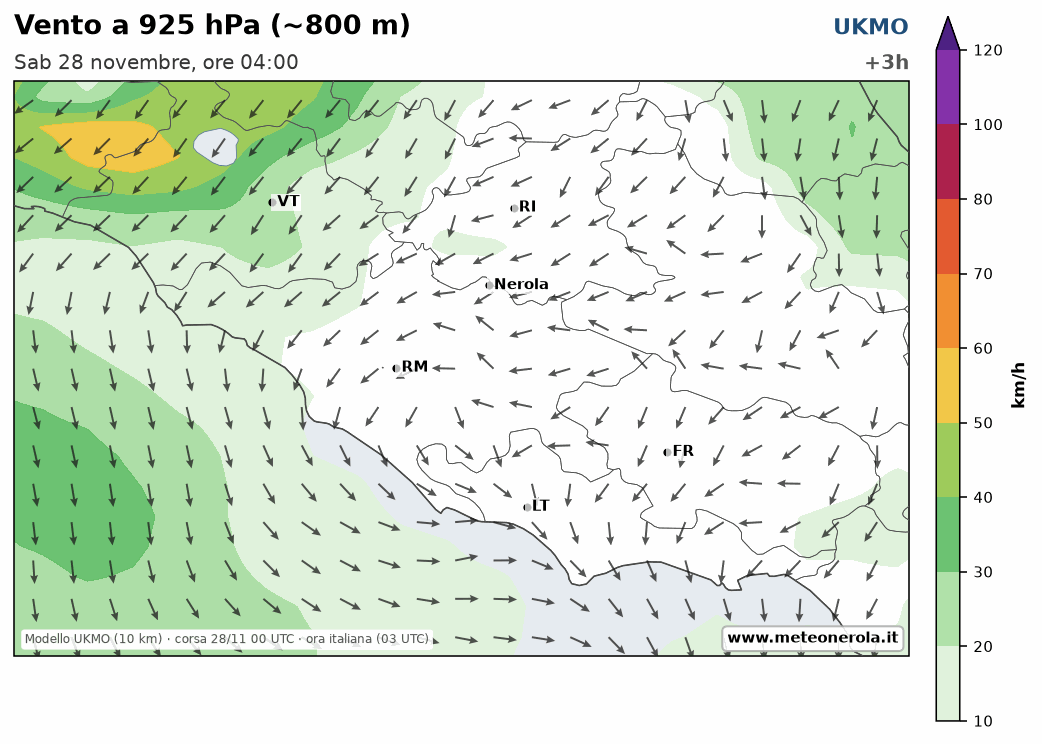 Vento a 925 hPa (~800 m)
UKMO
Sab 28 novembre, ore 04:00
+3h
120
100
80
70
60
50
40
30
20
10
km/h
VT
RI
Nerola
RM
FR
LT
Modello UKMO (10 km) · corsa 28/11 00 UTC · ora italiana (03 UTC)
www.meteonerola.it